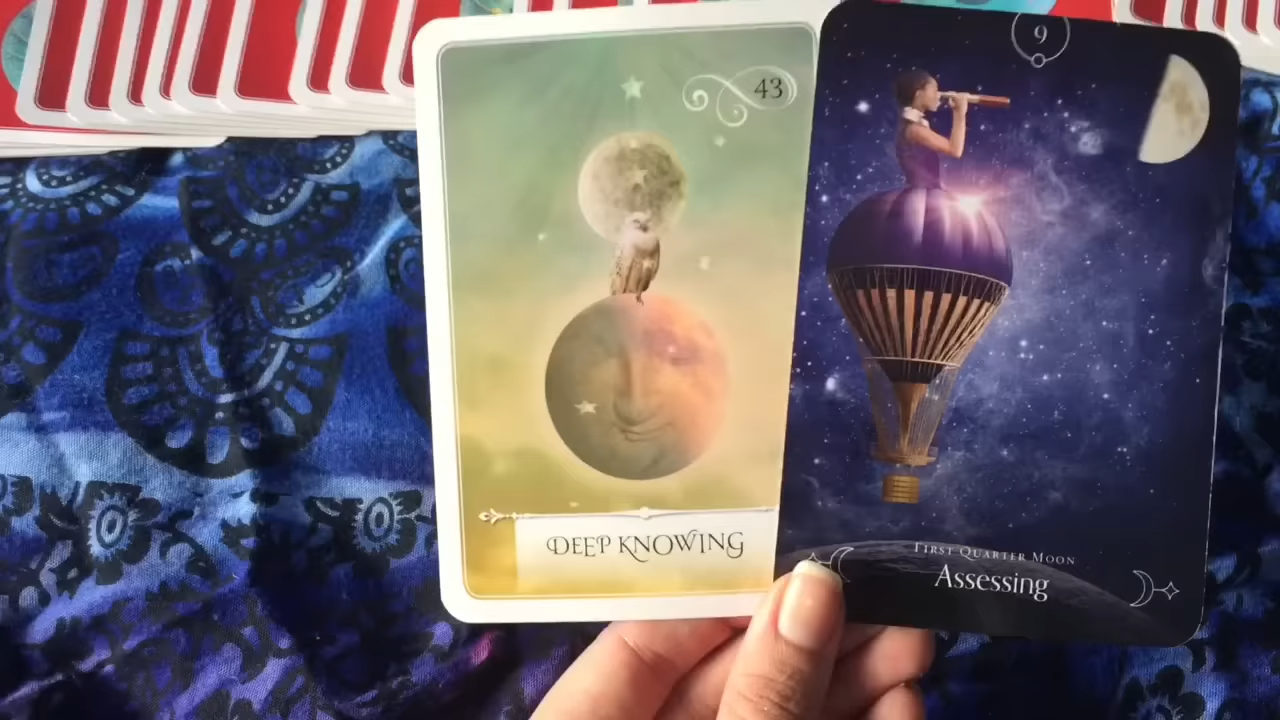 43
DEEP KNOWING
9
FIRST QUARTER MOON
Assessing